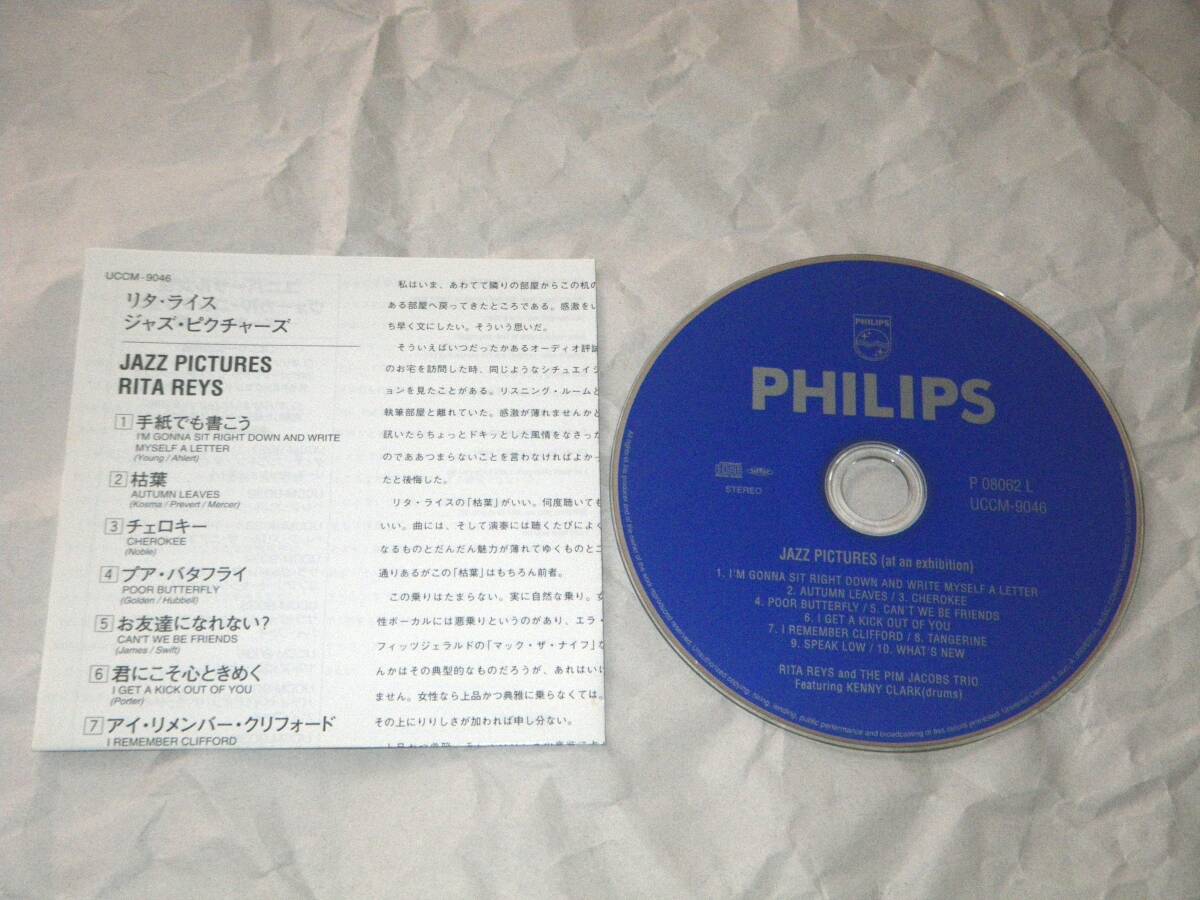 UCCM-9046
リタ・ライス
ジャズ・ピクチャーズ
JAZZ PICTURES
RITA REYS
1 手紙でも書こう
I'M GONNA SIT RIGHT DOWN AND WRITE
MYSELF A LETTER
(Young / Ahlert)
2 枯葉
AUTUMN LEAVES
(Kosma / Prevert / Mercer)
3 チェロキー
CHEROKEE
(Noble)
4 プア・バタフライ
POOR BUTTERFLY
(Golden / Hubbell)
5 お友達になれない?
CAN'T WE BE FRIENDS
(James / Swift)
6 君にこそ心ときめく
I GET A KICK OUT OF YOU
(Porter)
7 アイ・リメンバー・クリフォード
I REMEMBER CLIFFORD
私はいま、あわてて隣りの部屋からこの机の
ある部屋へ戻ってきたところである。感激をい
ち早く文にしたい。そういう思いだ。
そういえばいつだったかあるオーディオ評論
のお宅を訪問した時、同じようなシチュエイシ
ョンを見たことがある。リスニング・ルームと
執筆部屋と離れていた。感激が薄れませんかと
訊いたらちょっとドキッとした風情をなさった
のでああつまらないことを言わなければよかっ
たと後悔した。
リタ・ライスの「枯葉」がいい。何度聴いても
いい。曲には、そして演奏には聴くたびによく
なるものとだんだん魅力が薄れてゆくものと二
通りあるがこの「枯葉」はもちろん前者。
この乗りはたまらない。実に自然な乗り。女
性ボーカルには悪乗りというのがあり、エラ・
フィッツジェラルドの「マック・ザ・ナイフ」な
んかはその典型的なものだろうが、あれはいけ
ません。女性なら上品かつ典雅に乗らなくては。
その上にりりしさが加われば申し分ない。
PHILIPS
PHILIPS
STEREO
P 08062 L
UCCM-9046
JAZZ PICTURES (at an exhibition)
1. I'M GONNA SIT RIGHT DOWN AND WRITE MYSELF A LETTER
2. AUTUMN LEAVES / 3. CHEROKEE
4. POOR BUTTERFLY / 5. CAN'T WE BE FRIENDS
6. I GET A KICK OUT OF YOU
7. I REMEMBER CLIFFORD / 8. TANGERINE
9. SPEAK LOW / 10. WHAT'S NEW
RITA REYS and THE PIM JACOBS TRIO
Featuring KENNY CLARK(drums)